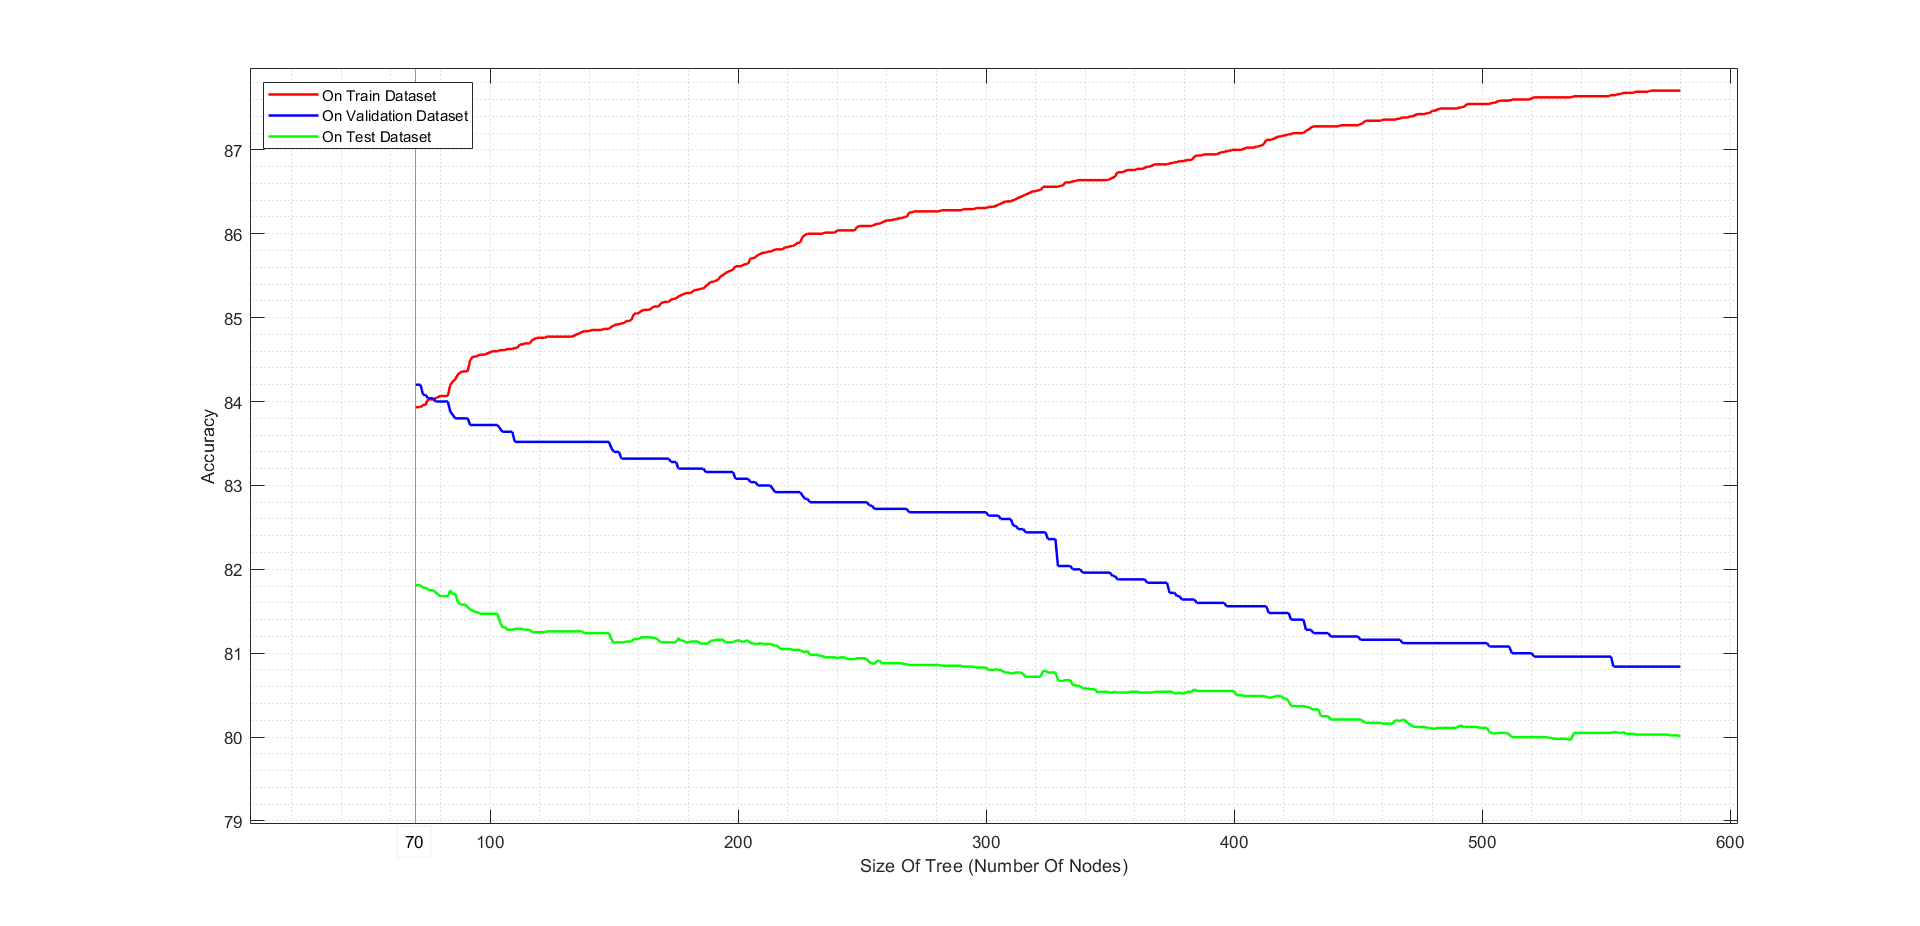 On Train Dataset
On Validation Dataset
On Test Dataset
87
86
85
84
83
82
81
80
79
Accuracy
70 100 200 300 400 500 600
Size Of Tree (Number Of Nodes)